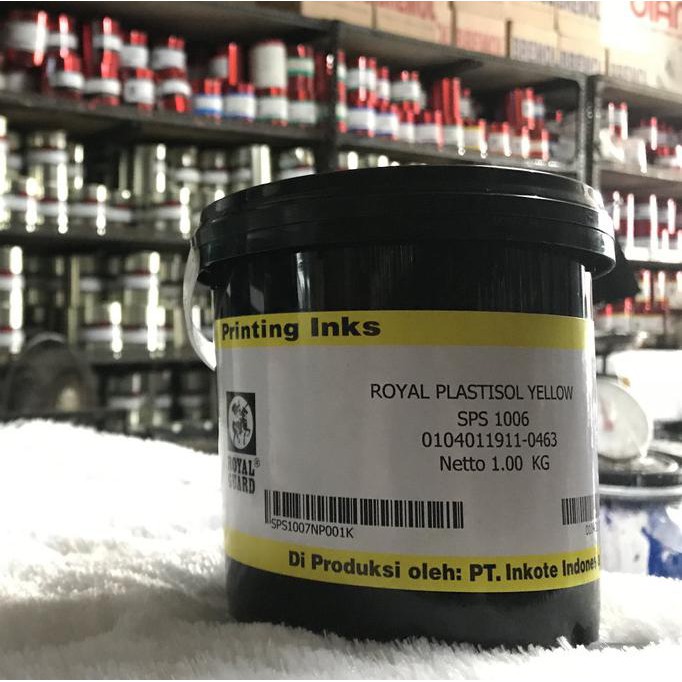 Printing Inks
ROYAL PLASTISOL YELLOW
SPS 1006
0104011911-0463
Netto 1.00 KG
ROYAL®
GUARD
SPS1007NP001K
Di Produksi oleh: PT. Inkote